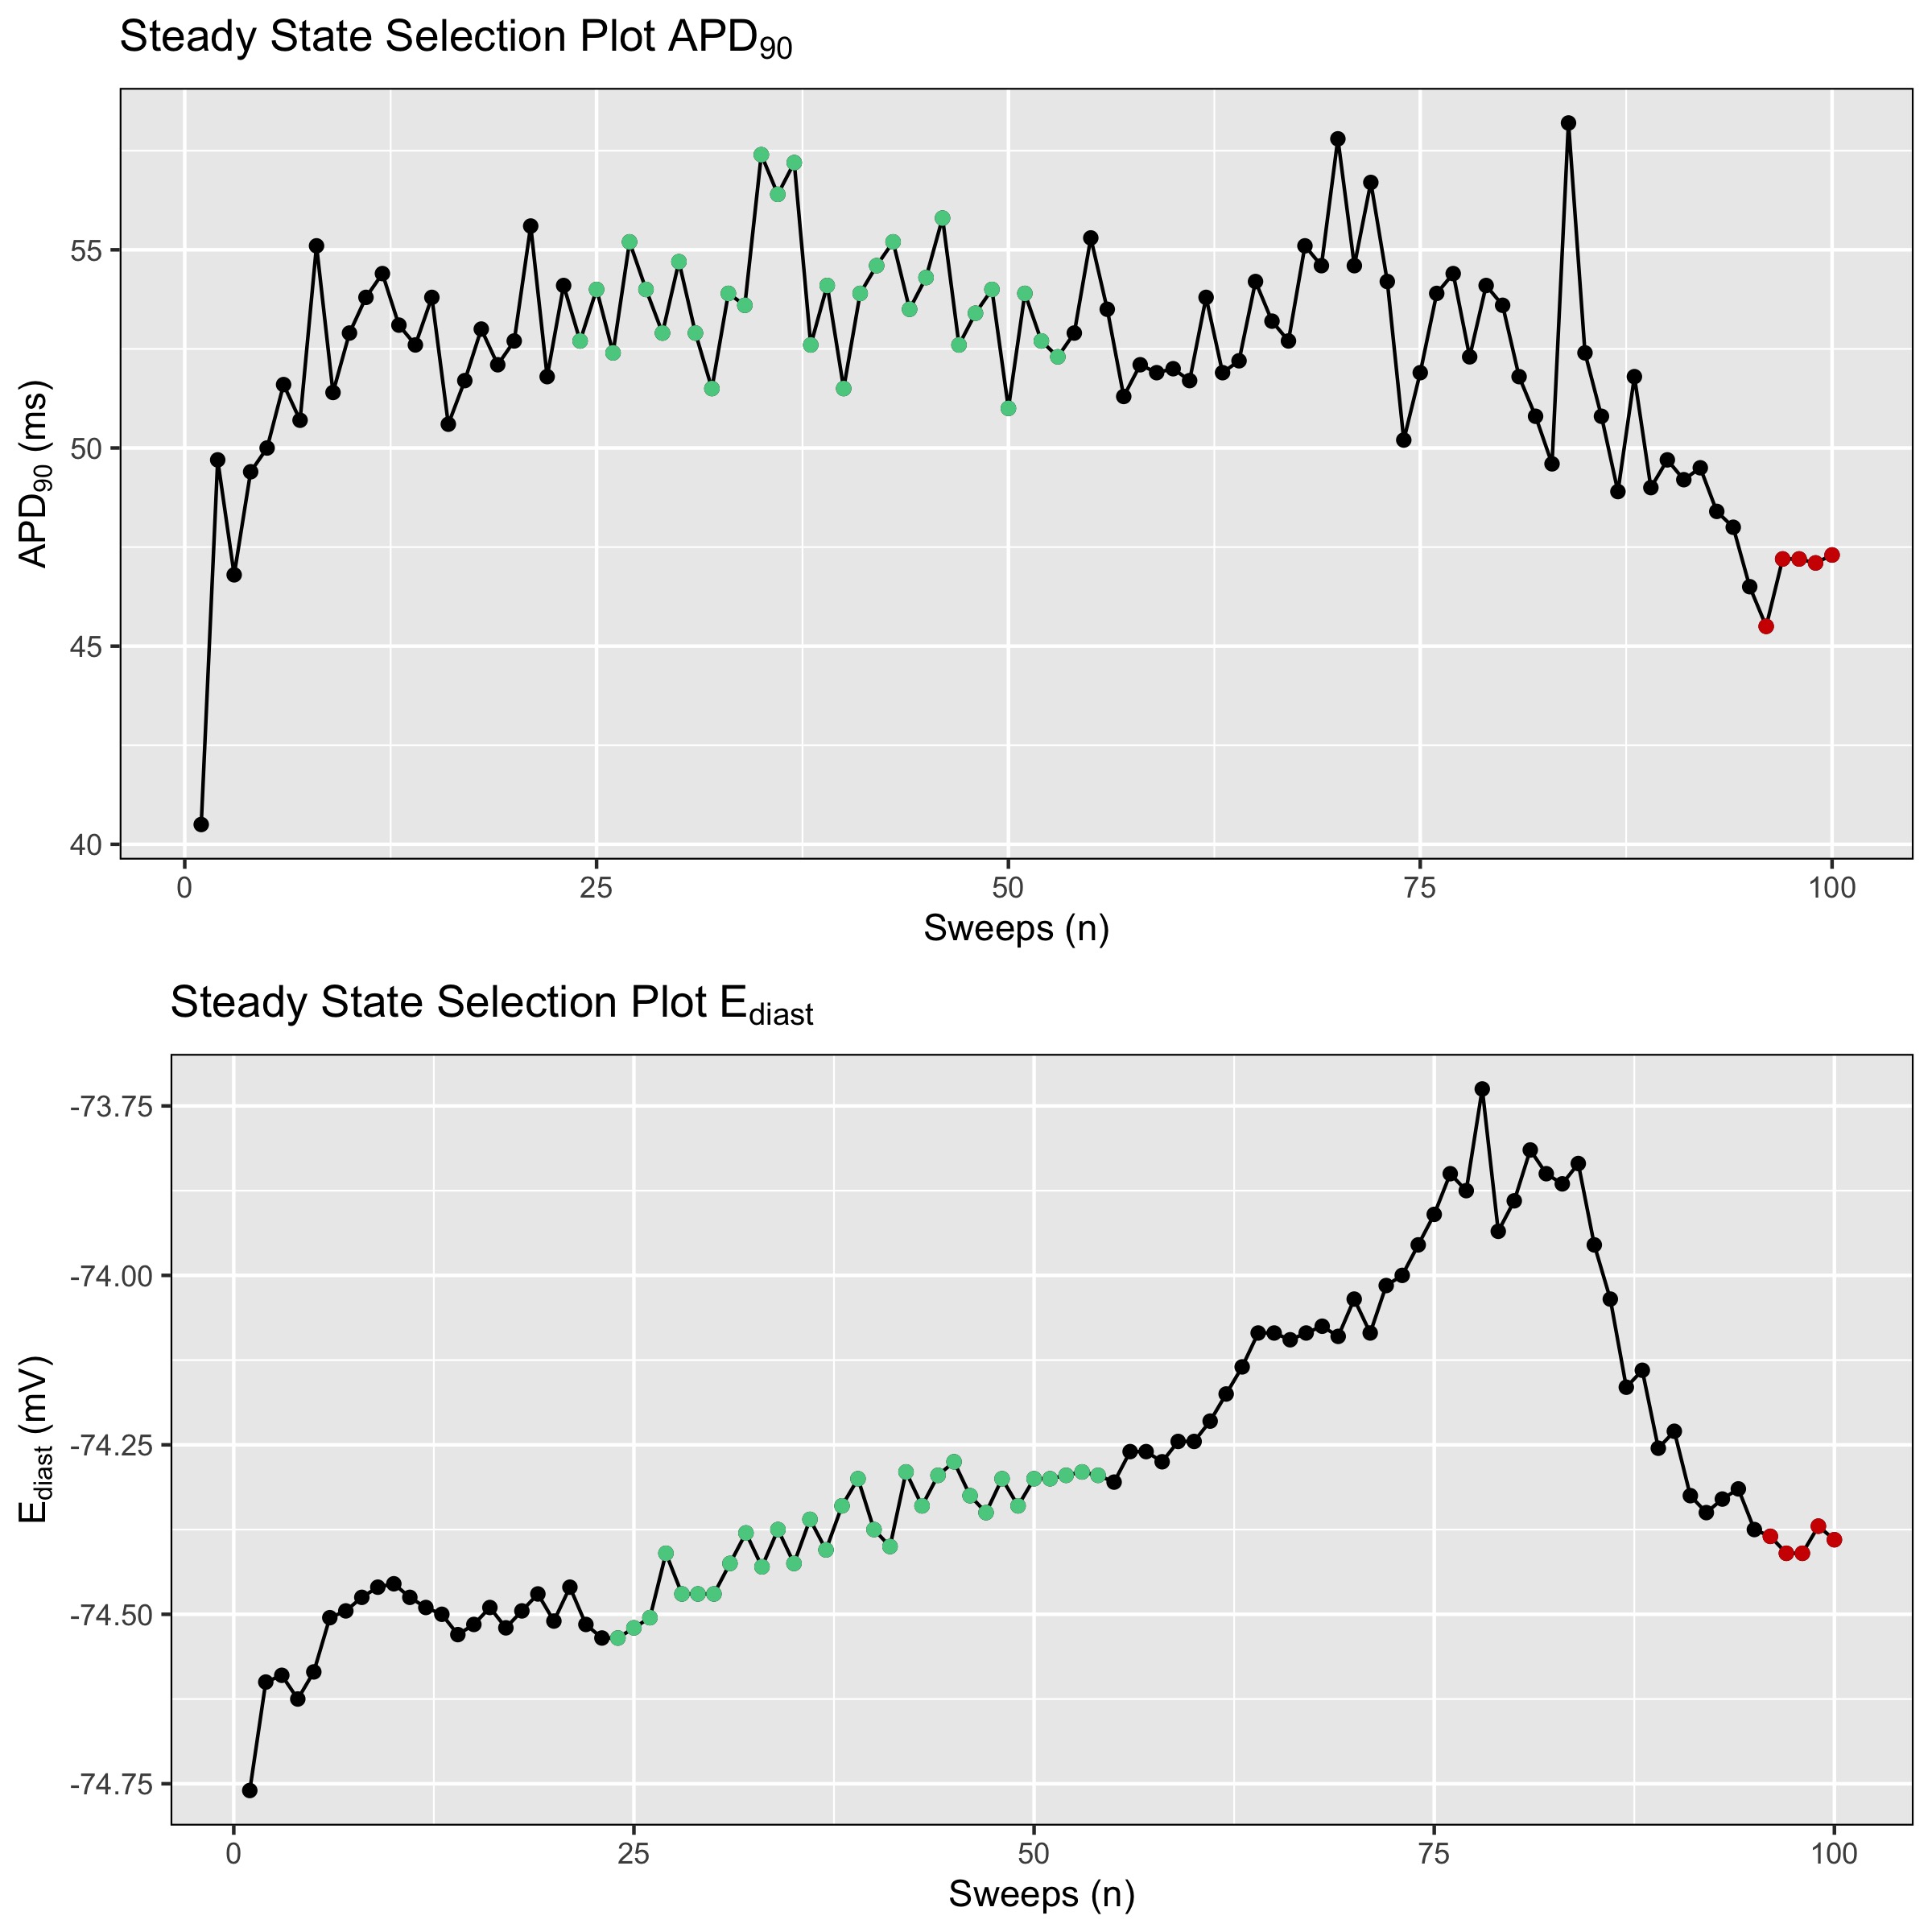 Steady State Selection Plot APD90
APD90 (ms)
55
50
45
40
0 25 50 75 100
Sweeps (n)
Steady State Selection Plot Ediast
Ediast (mV)
-73.75
-74.00
-74.25
-74.50
-74.75
0 25 50 75 100
Sweeps (n)